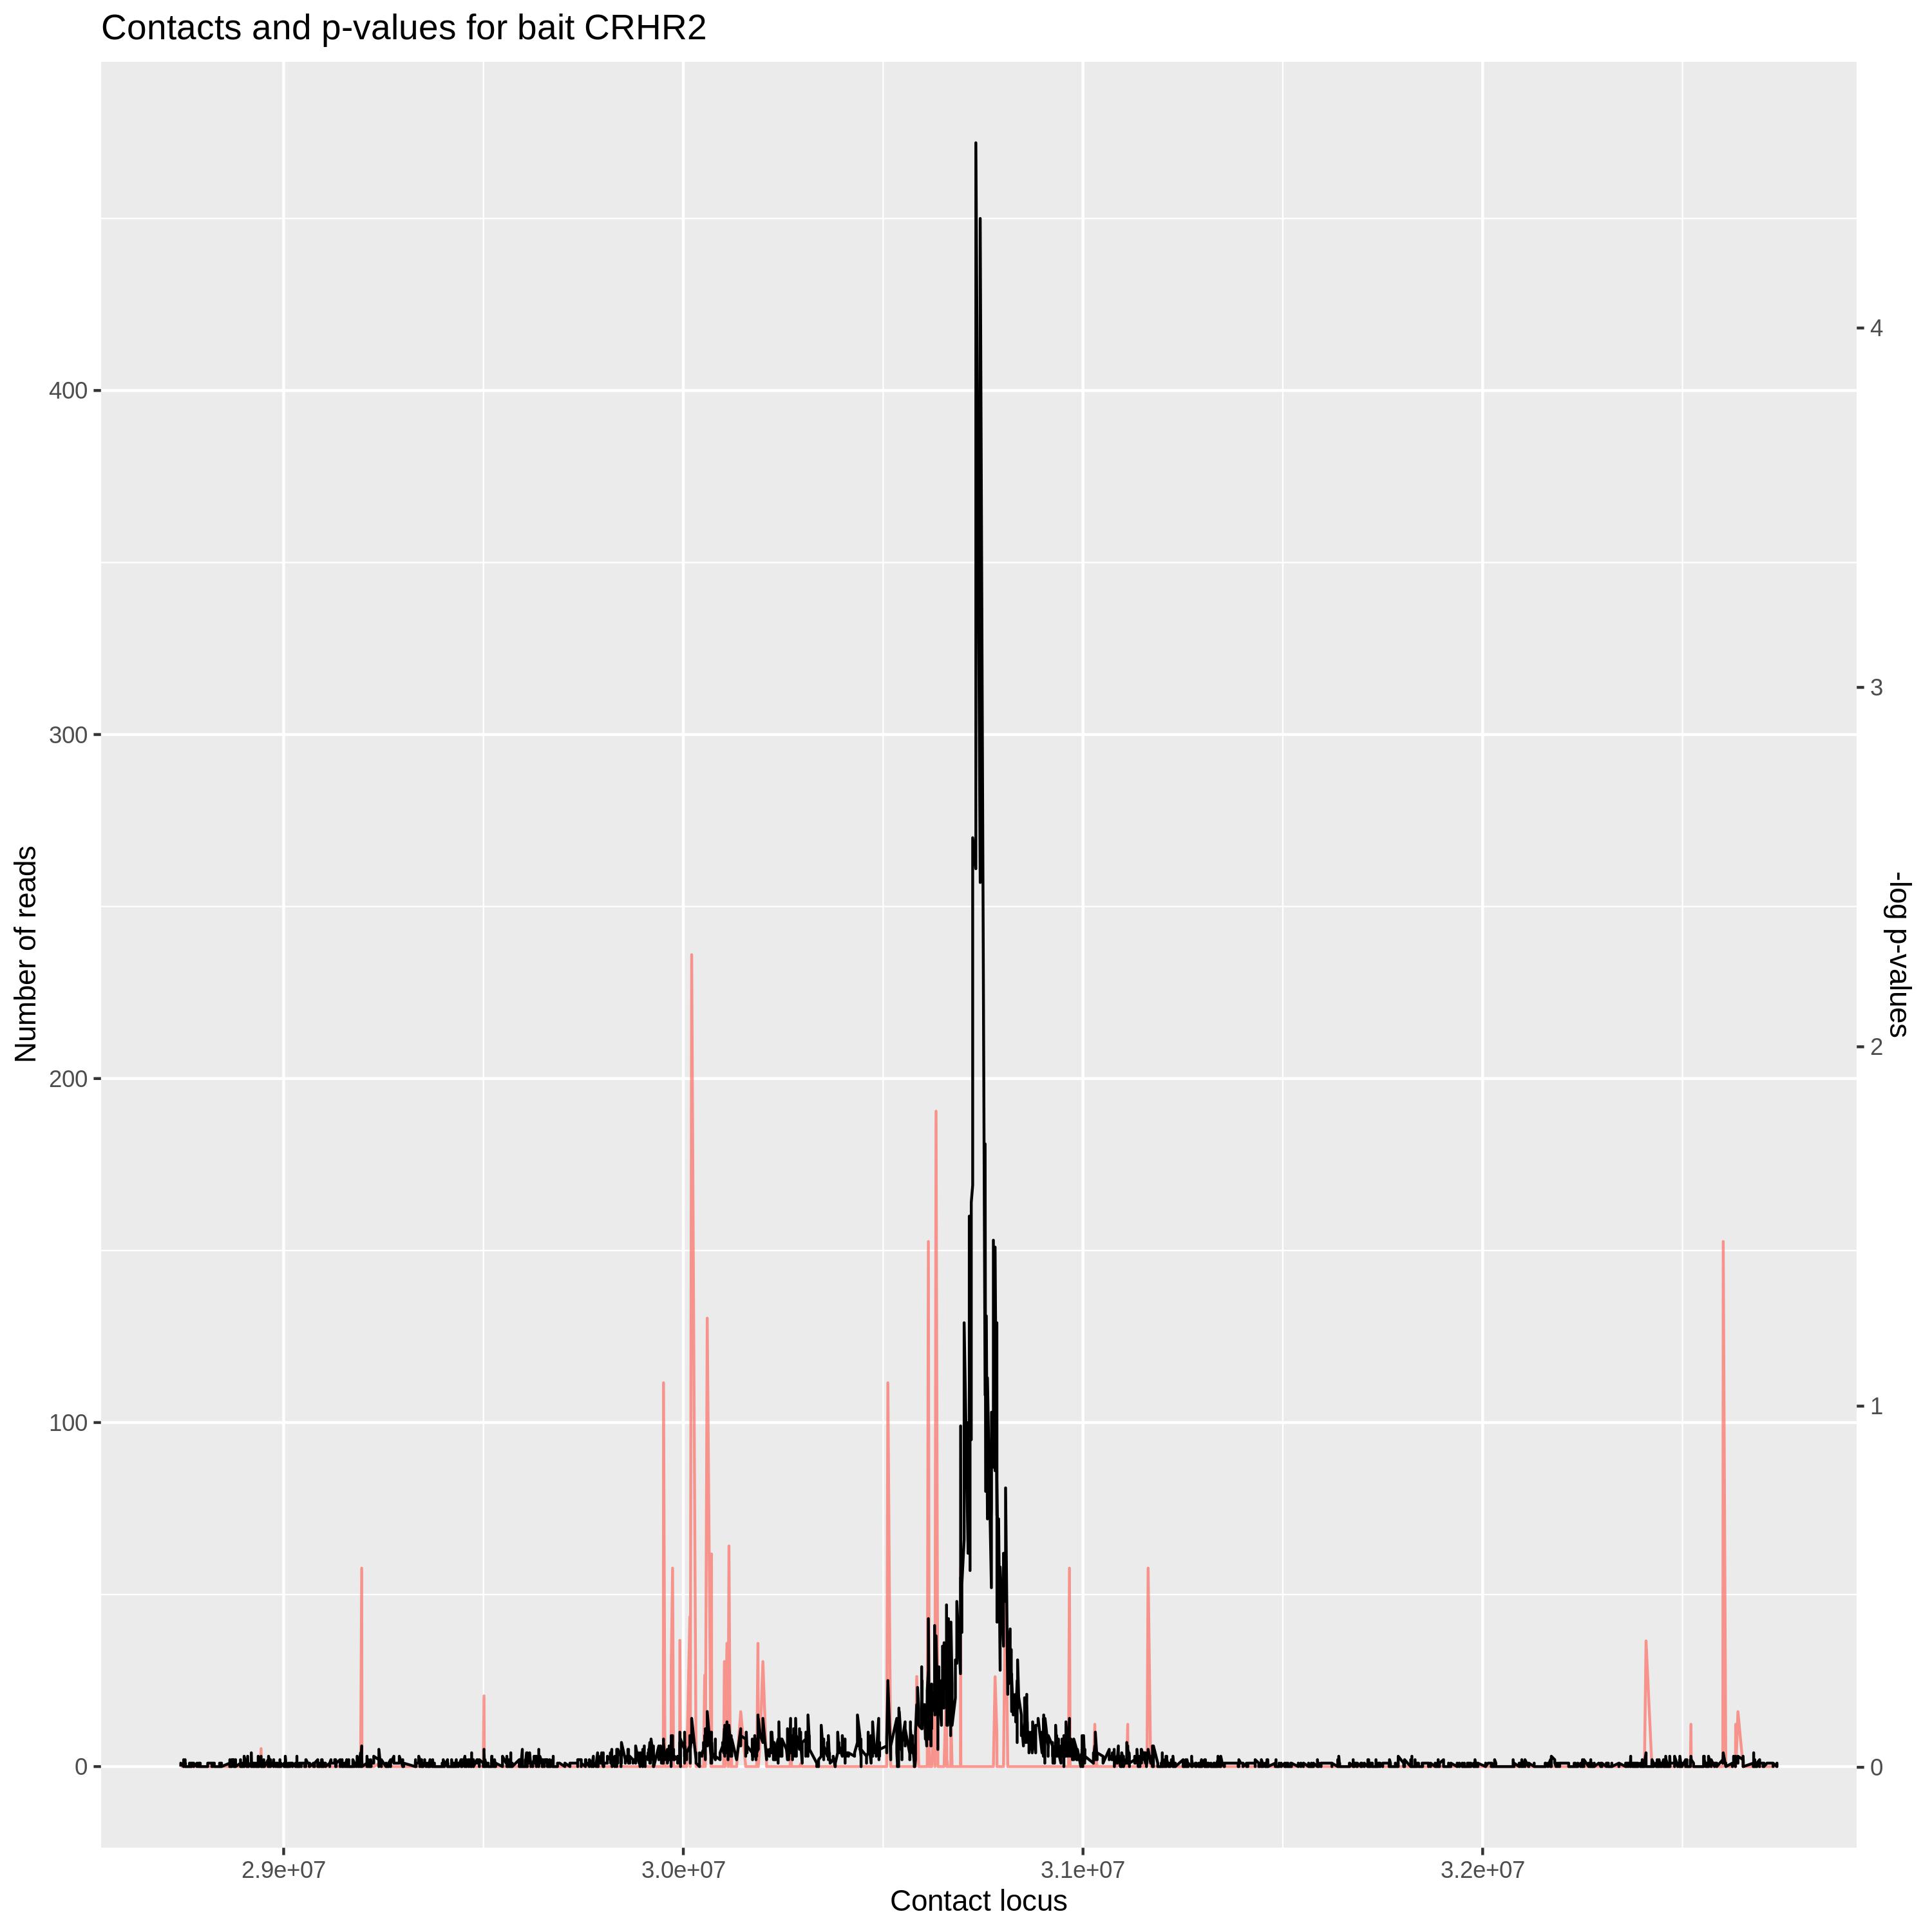 Contacts and p-values for bait CRHR2
Number of reads
400
300
200
100
0
4
3
2
1
0
-log p-values
2.9e+07
3.0e+07
3.1e+07
3.2e+07
Contact locus